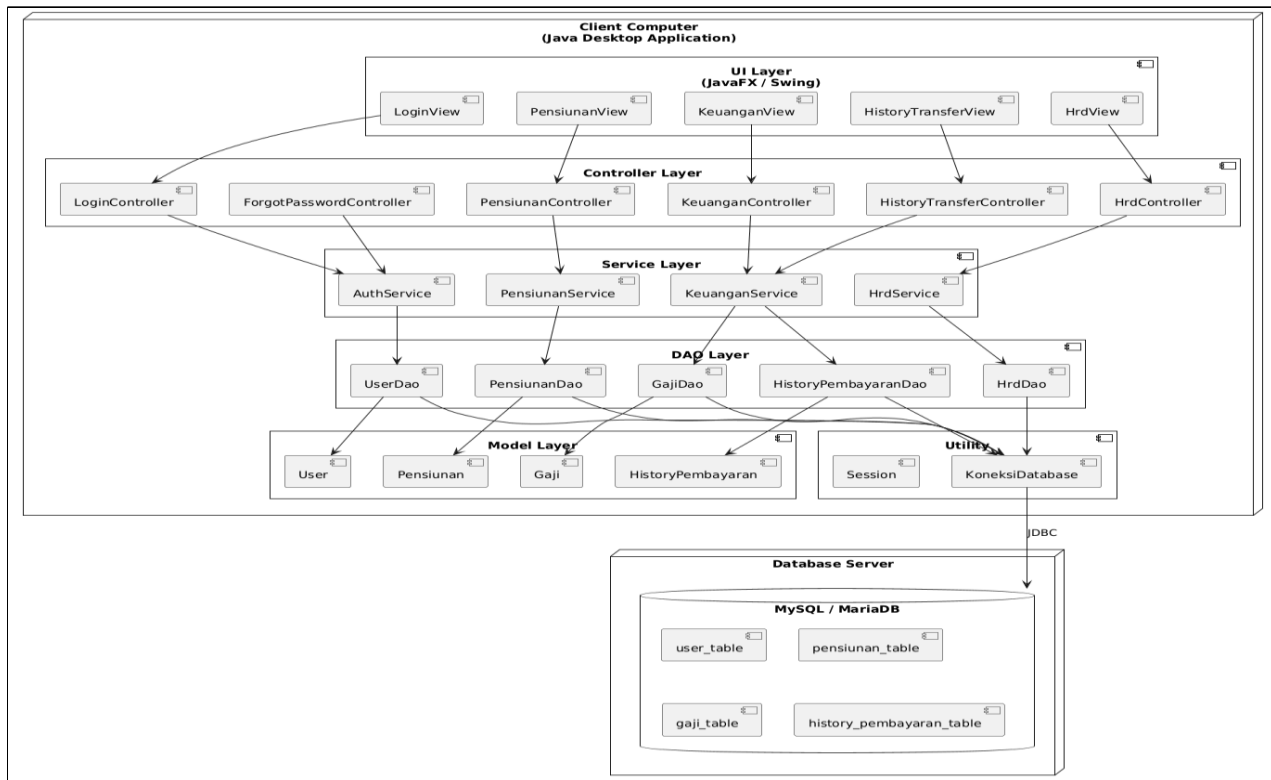 Client Computer
(Java Desktop Application)
UI Layer
(JavaFX / Swing)
LoginView
PensiunanView
KeuanganView
HistoryTransferView
HrdView
Controller Layer
LoginController
ForgotPasswordController
PensiunanController
KeuanganController
HistoryTransferController
HrdController
Service Layer
AuthService
PensiunanService
KeuanganService
HrdService
DAO Layer
UserDao
PensiunanDao
GajiDao
HistoryPembayaranDao
HrdDao
Model Layer
User
Pensiunan
Gaji
HistoryPembayaran
Utility
Session
KoneksiDatabase
JDBC
Database Server
MySQL / MariaDB
user_table
pensiunan_table
gaji_table
history_pembayaran_table